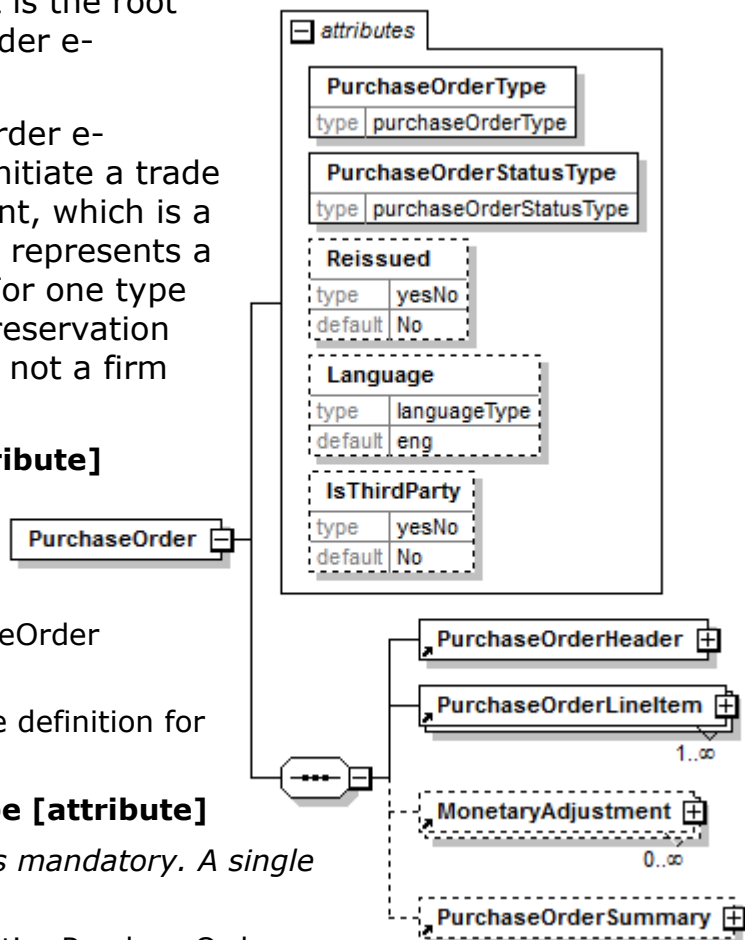 t is the root
der e-
rder e-
nitiate a trade
nt, which is a
represents a
for one type
reservation
not a firm
ribute]
eOrder
e definition for
pe [attribute]
s mandatory. A single
attributes
PurchaseOrderType
type purchaseOrderType
PurchaseOrderStatusType
type purchaseOrderStatusType
Reissued
type yesNo
default No
Language
type languageType
default eng
IsThirdParty
type yesNo
default No
PurchaseOrder
PurchaseOrderHeader
PurchaseOrderLineItem
1..∞
MonetaryAdjustment
0..∞
PurchaseOrderSummary